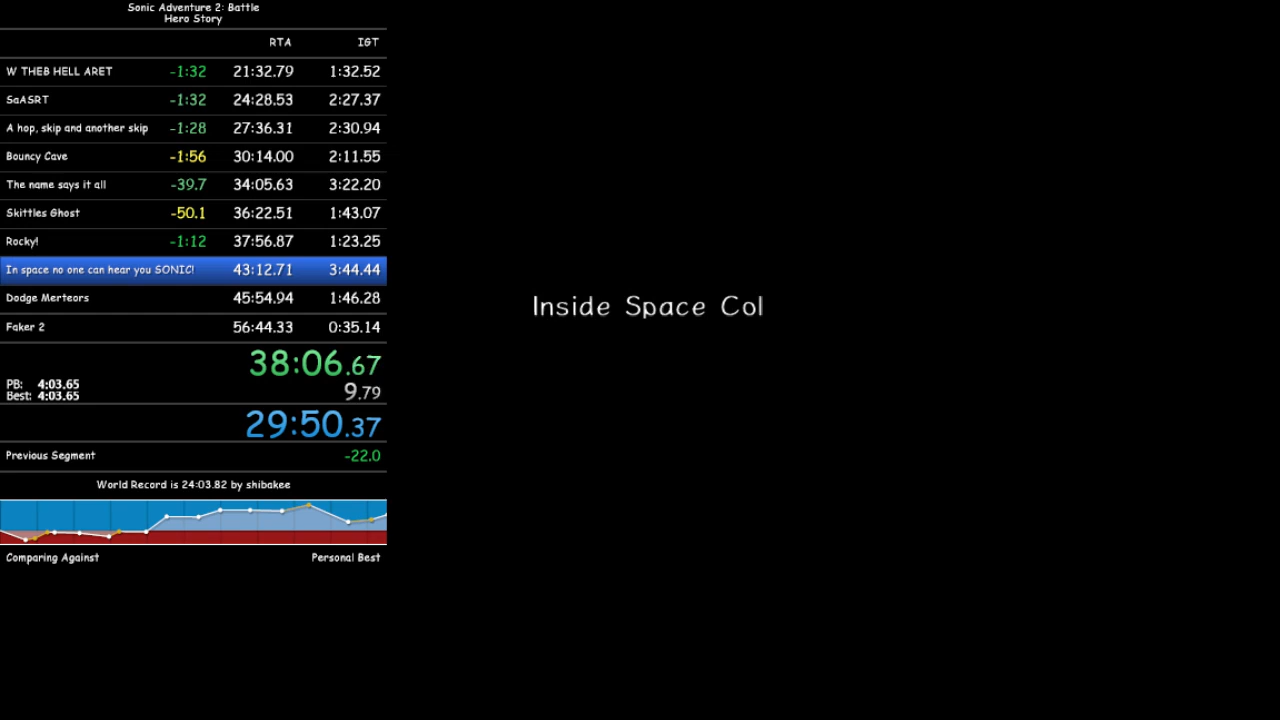 Sonic Adventure 2: Battle
Hero Story
RTA IGT
W THEB HELL ARET -1:32 21:32.79 1:32.52
SaASRT -1:32 24:28.53 2:27.37
A hop, skip and another skip -1:28 27:36.31 2:30.94
Bouncy Cave -1:56 30:14.00 2:11.55
The name says it all -39.7 34:05.63 3:22.20
Skittles Ghost -50.1 36:22.51 1:43.07
Rocky! -1:12 37:56.87 1:23.25
In space no one can hear you SONIC! 43:12.71 3:44.44
Dodge Merteors 45:54.94 1:46.28
Faker 2 56:44.33 0:35.14
38:06.67
PB: 4:03.65
Best: 4:03.65
9.79
29:50.37
Previous Segment -22.0
World Record is 24:03.82 by shibakee
Comparing Against Personal Best
Inside Space Col